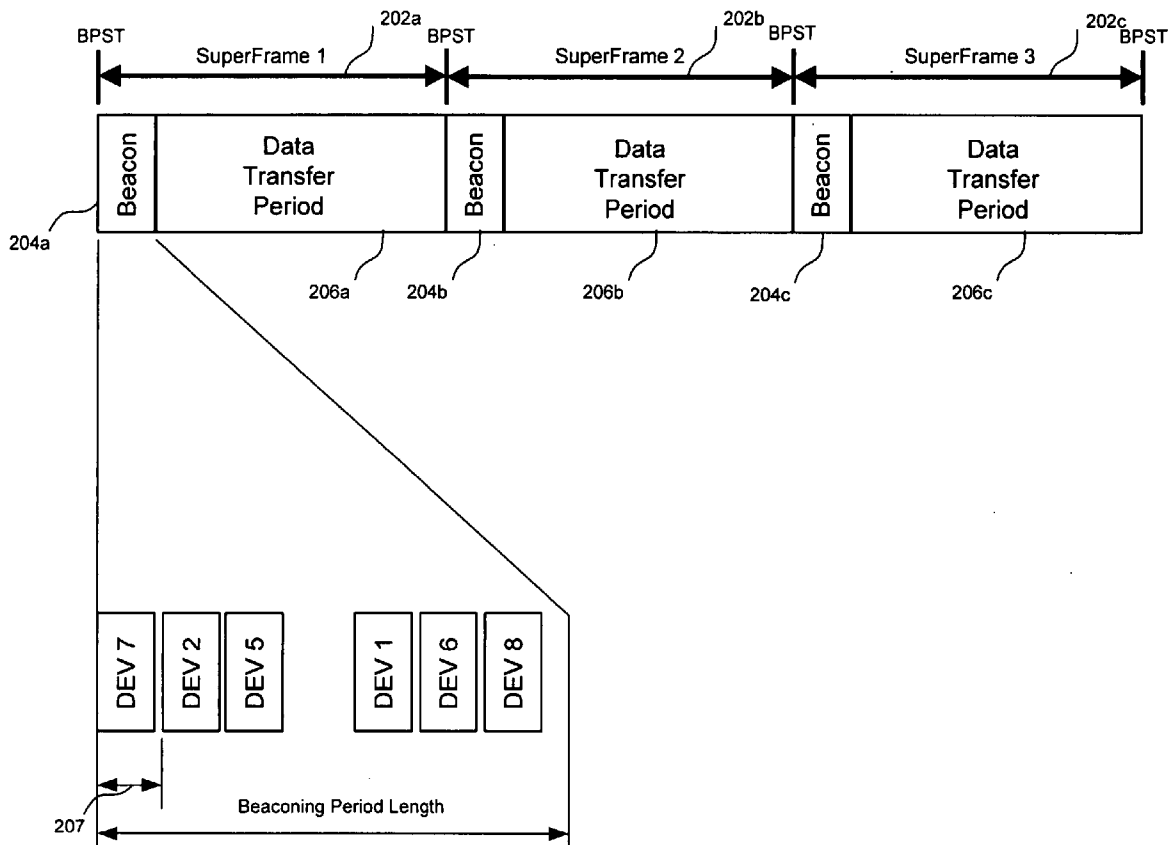 202a
202b
202c
BPST
SuperFrame 1
BPST
SuperFrame 2
BPST
SuperFrame 3
BPST
Beacon
Data
Transfer
Period
Beacon
Data
Transfer
Period
Beacon
Data
Transfer
Period
204a
206a
204b
206b
204c
206c
DEV 7
DEV 2
DEV 5
DEV 1
DEV 6
DEV 8
207
Beaconing Period Length